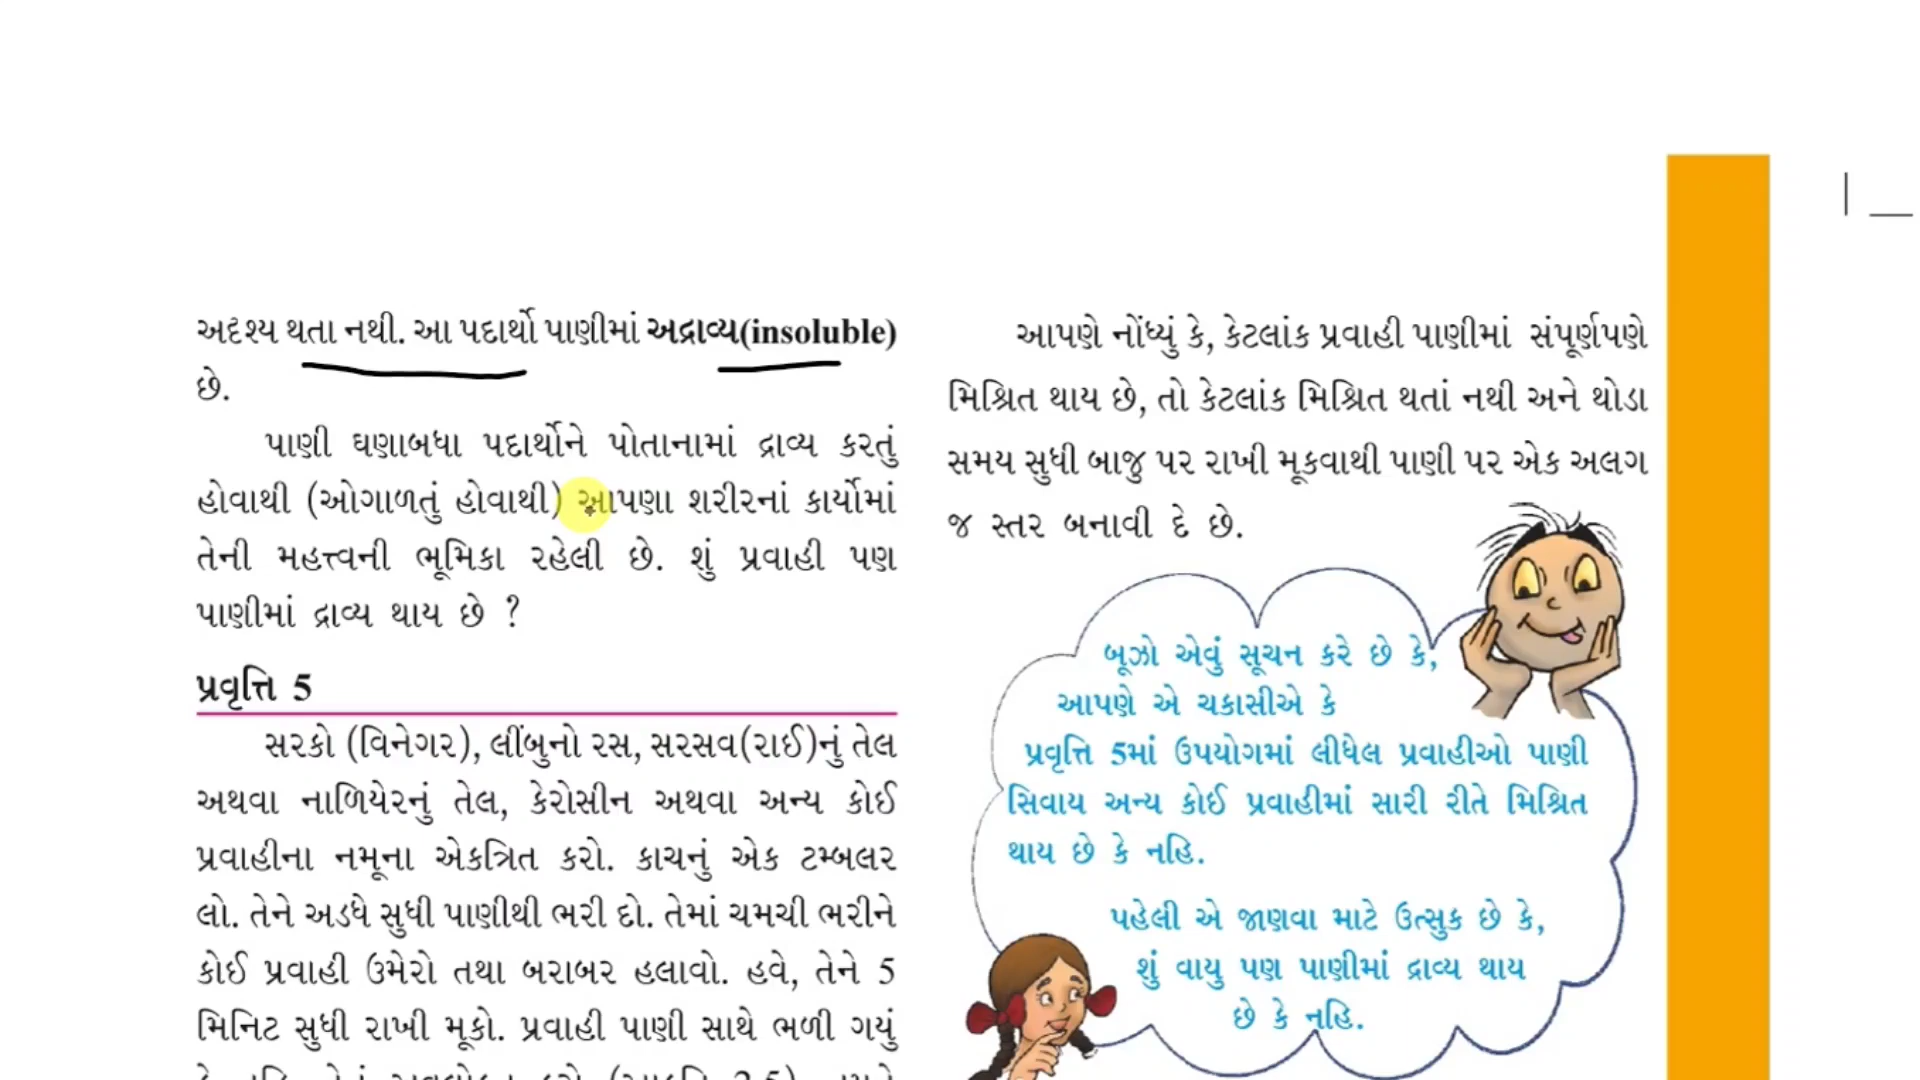 અદૃશ્ય થતા નથી. આ પદાર્થો પાણીમાં અદ્રાવ્ય(insoluble)
છે.
પાણી ઘણાબધા પદાર્થોને પોતાનામાં દ્રાવ્ય કરતું
હોવાથી (ઓગાળતું હોવાથી) આપણા શરીરનાં કાર્યોમાં
તેની મહત્ત્વની ભૂમિકા રહેલી છે. શું પ્રવાહી પણ
પાણીમાં દ્રાવ્ય થાય છે ?
પ્રવૃત્તિ 5
સરકો (વિનેગર), લીંબુનો રસ, સરસવ(રાઈ)નું તેલ
અથવા નાળિયેરનું તેલ, કેરોસીન અથવા અન્ય કોઈ
પ્રવાહીના નમૂના એકત્રિત કરો. કાચનું એક ટમ્બલર
લો. તેને અડધે સુધી પાણીથી ભરી દો. તેમાં ચમચી ભરીને
કોઈ પ્રવાહી ઉમેરો તથા બરાબર હલાવો. હવે, તેને 5
મિનિટ સુધી રાખી મૂકો. પ્રવાહી પાણી સાથે ભળી ગયું
આપણે નોંધ્યું કે, કેટલાંક પ્રવાહી પાણીમાં સંપૂર્ણપણે
મિશ્રિત થાય છે, તો કેટલાંક મિશ્રિત થતાં નથી અને થોડા
સમય સુધી બાજુ પર રાખી મૂકવાથી પાણી પર એક અલગ
જ સ્તર બનાવી દે છે.
બૂઝો એવું સૂચન કરે છે કે,
આપણે એ ચકાસીએ કે
પ્રવૃત્તિ 5માં ઉપયોગમાં લીધેલ પ્રવાહીઓ પાણી
સિવાય અન્ય કોઈ પ્રવાહીમાં સારી રીતે મિશ્રિત
થાય છે કે નહિ.
પહેલી એ જાણવા માટે ઉત્સુક છે કે,
શું વાયુ પણ પાણીમાં દ્રાવ્ય થાય
છે કે નહિ.